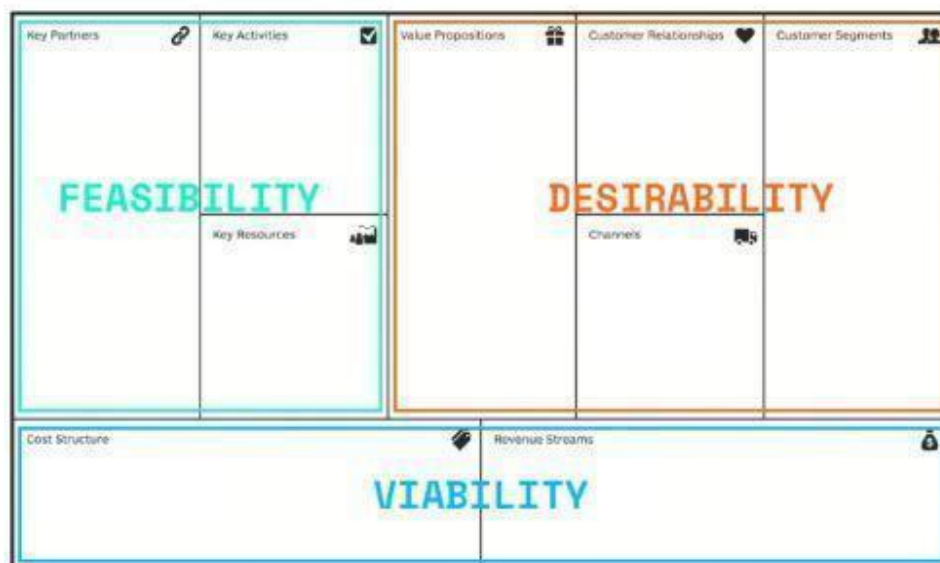 Key Partners
Key Activities
Value Propositions
Customer Relationships
Customer Segments
FEASIBILITY
DESIRABILITY
Key Resources
Channels
Cost Structure
Revenue Streams
VIABILITY